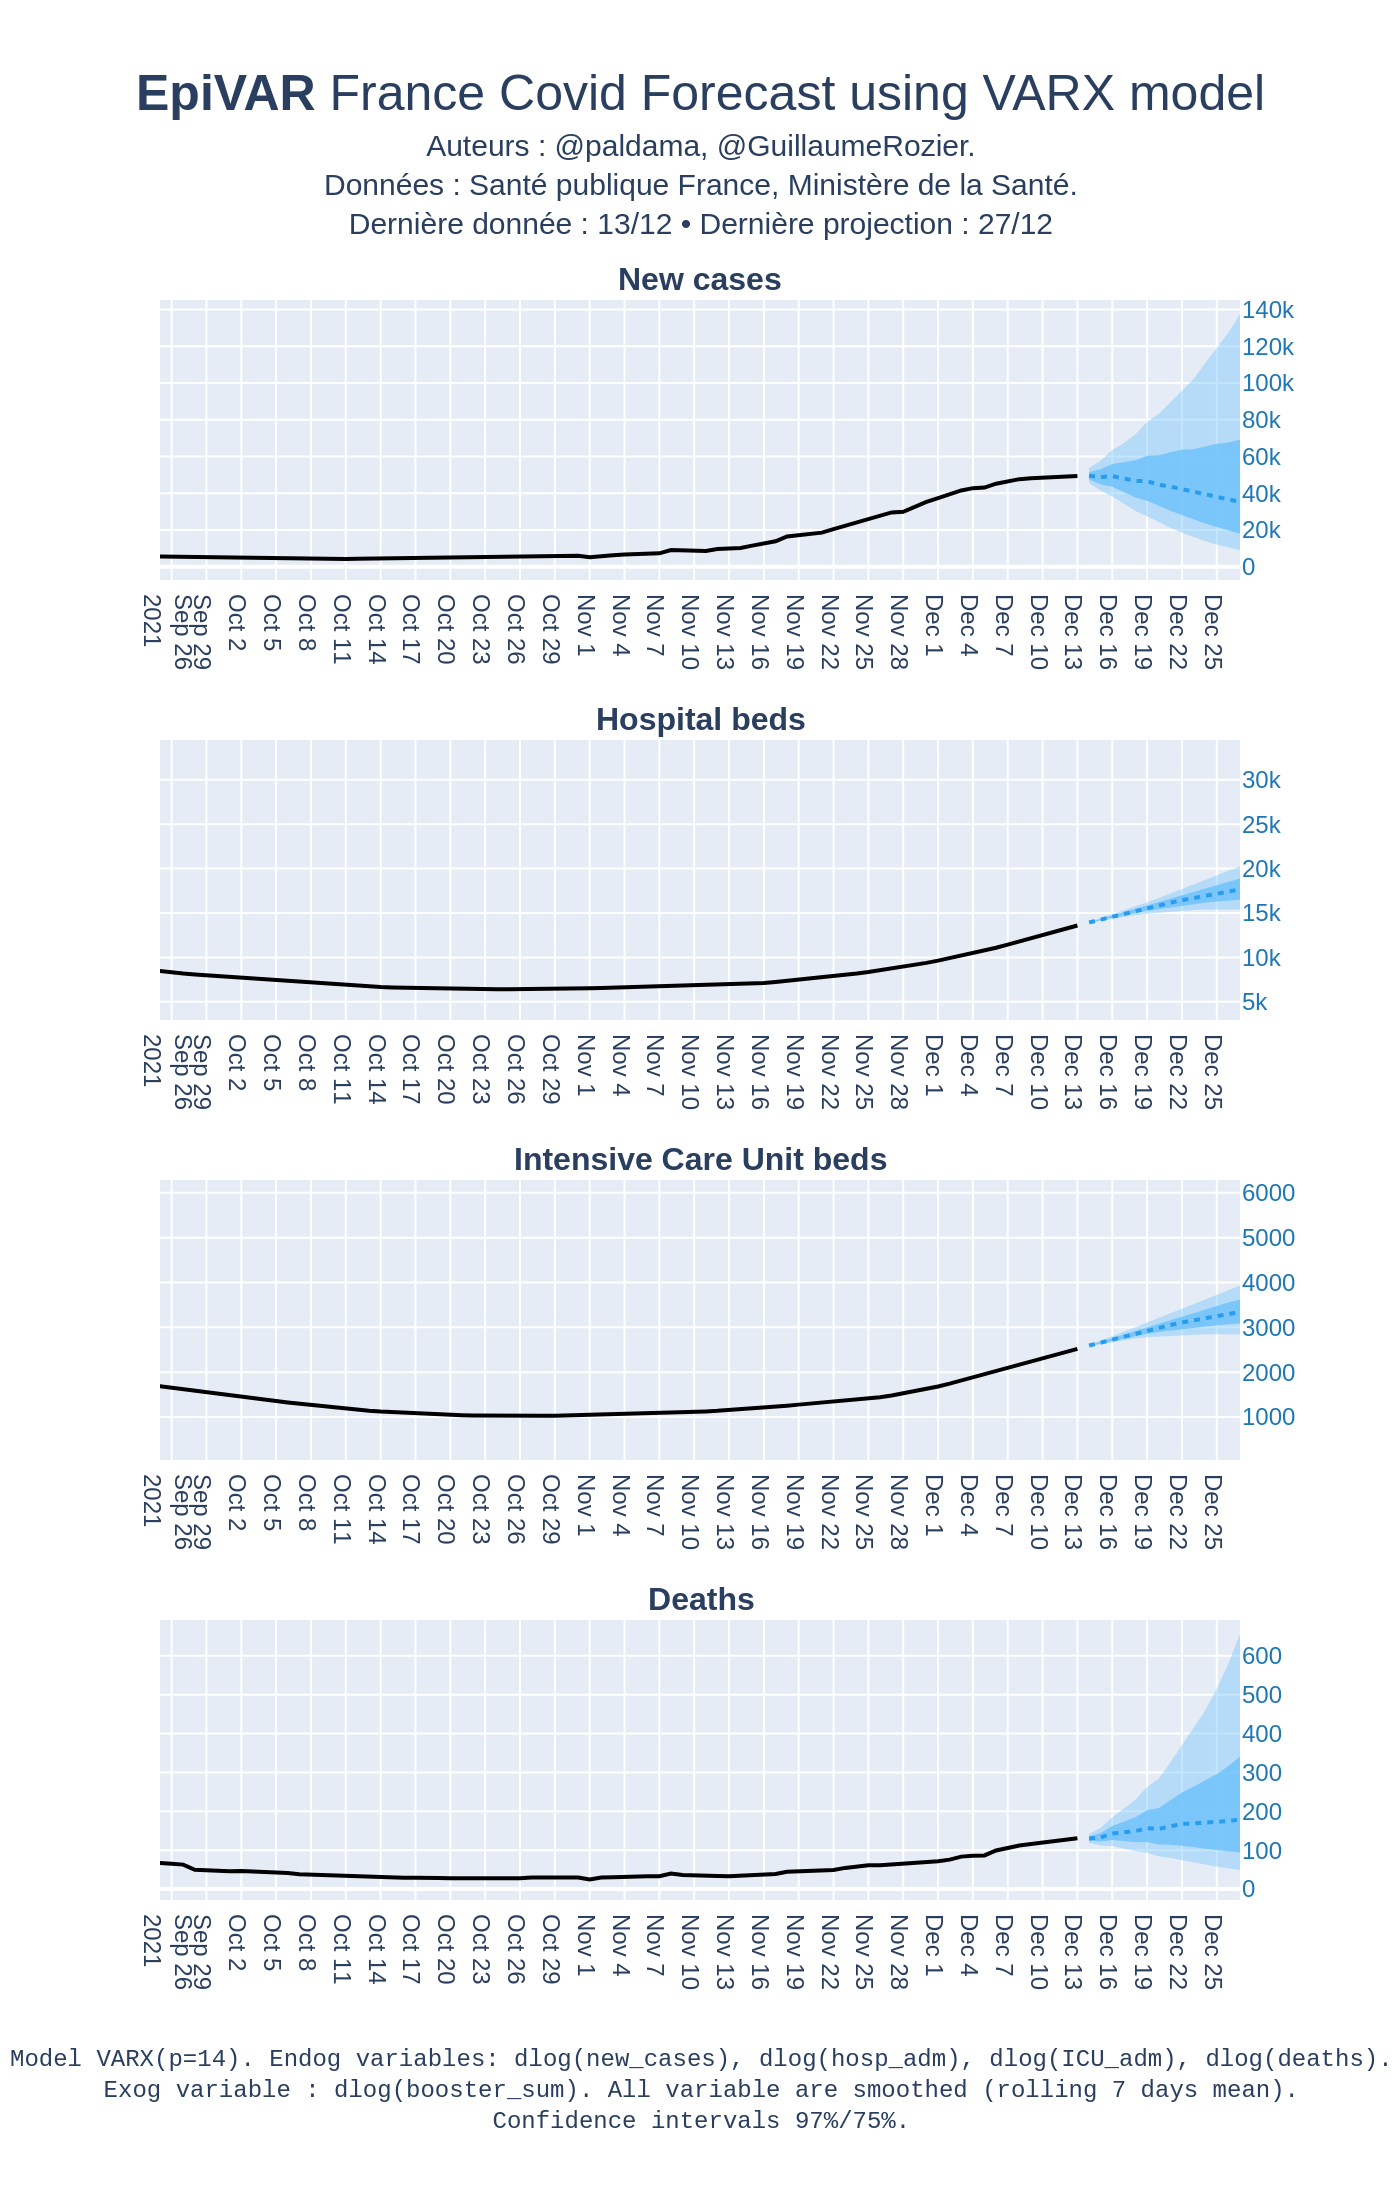 EpiVAR France Covid Forecast using VARX model
Auteurs : @paldama, @GuillaumeRozier.
Données : Santé publique France, Ministère de la Santé.
Dernière donnée : 13/12 • Dernière projection : 27/12
New cases
140k
120k
100k
80k
60k
40k
20k
0
2021
Sep 26
Sep 29
Oct 2
Oct 5
Oct 8
Oct 11
Oct 14
Oct 17
Oct 20
Oct 23
Oct 26
Oct 29
Nov 1
Nov 4
Nov 7
Nov 10
Nov 13
Nov 16
Nov 19
Nov 22
Nov 25
Nov 28
Dec 1
Dec 4
Dec 7
Dec 10
Dec 13
Dec 16
Dec 19
Dec 22
Dec 25
Hospital beds
30k
25k
20k
15k
10k
5k
2021
Sep 26
Sep 29
Oct 2
Oct 5
Oct 8
Oct 11
Oct 14
Oct 17
Oct 20
Oct 23
Oct 26
Oct 29
Nov 1
Nov 4
Nov 7
Nov 10
Nov 13
Nov 16
Nov 19
Nov 22
Nov 25
Nov 28
Dec 1
Dec 4
Dec 7
Dec 10
Dec 13
Dec 16
Dec 19
Dec 22
Dec 25
Intensive Care Unit beds
6000
5000
4000
3000
2000
1000
2021
Sep 26
Sep 29
Oct 2
Oct 5
Oct 8
Oct 11
Oct 14
Oct 17
Oct 20
Oct 23
Oct 26
Oct 29
Nov 1
Nov 4
Nov 7
Nov 10
Nov 13
Nov 16
Nov 19
Nov 22
Nov 25
Nov 28
Dec 1
Dec 4
Dec 7
Dec 10
Dec 13
Dec 16
Dec 19
Dec 22
Dec 25
Deaths
600
500
400
300
200
100
0
2021
Sep 26
Sep 29
Oct 2
Oct 5
Oct 8
Oct 11
Oct 14
Oct 17
Oct 20
Oct 23
Oct 26
Oct 29
Nov 1
Nov 4
Nov 7
Nov 10
Nov 13
Nov 16
Nov 19
Nov 22
Nov 25
Nov 28
Dec 1
Dec 4
Dec 7
Dec 10
Dec 13
Dec 16
Dec 19
Dec 22
Dec 25
Model VARX(p=14). Endog variables: dlog(new_cases), dlog(hosp_adm), dlog(ICU_adm), dlog(deaths).
Exog variable : dlog(booster_sum). All variable are smoothed (rolling 7 days mean).
Confidence intervals 97%/75%.